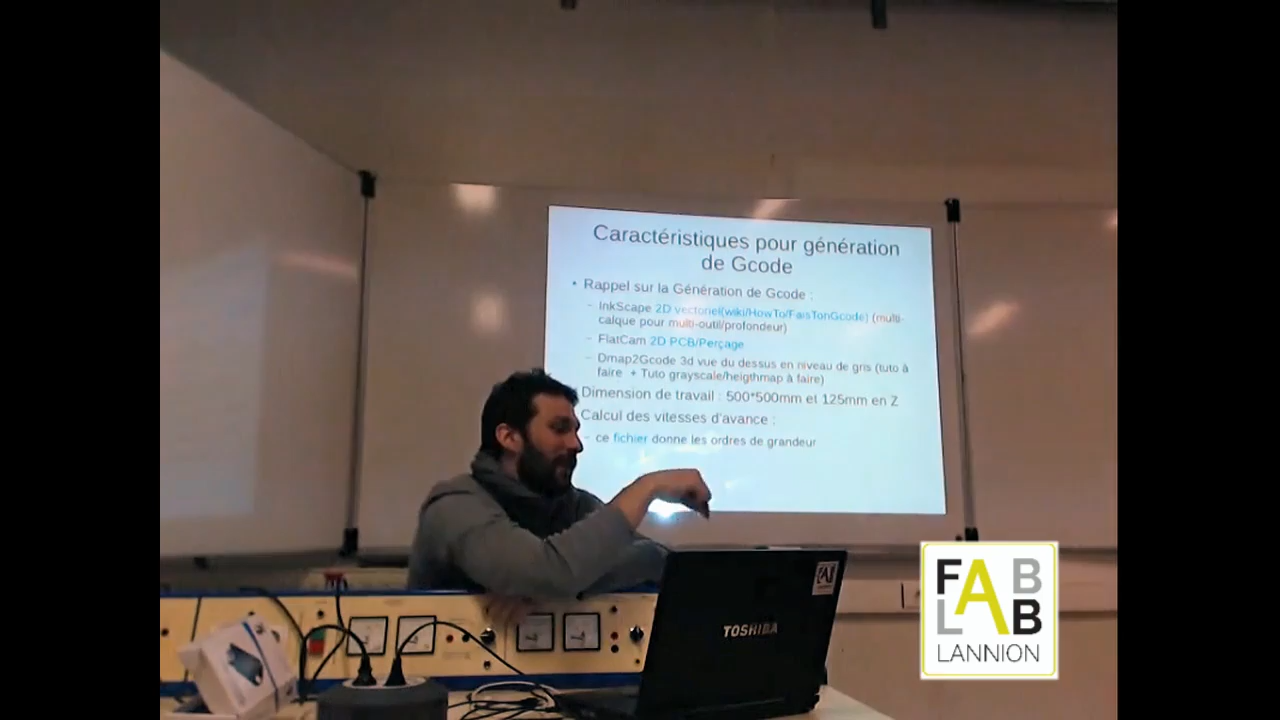 Caractéristiques pour génération
de Gcode
• Rappel sur la Génération de Gcode :
– InkScape 2D vectoriel(wiki/HowTo/FaisTonGcode) (multi-
calque pour multi-outil/profondeur)
– FlatCam 2D PCB/Perçage
– Dmap2Gcode 3d vue du dessus en niveau de gris (tuto à
faire + Tuto grayscale/heigthmap à faire)
Dimension de travail : 500*500mm et 125mm en Z
Calcul des vitesses d'avance :
– ce fichier donne les ordres de grandeur
TOSHIBA
FAB
LAB
LANNION